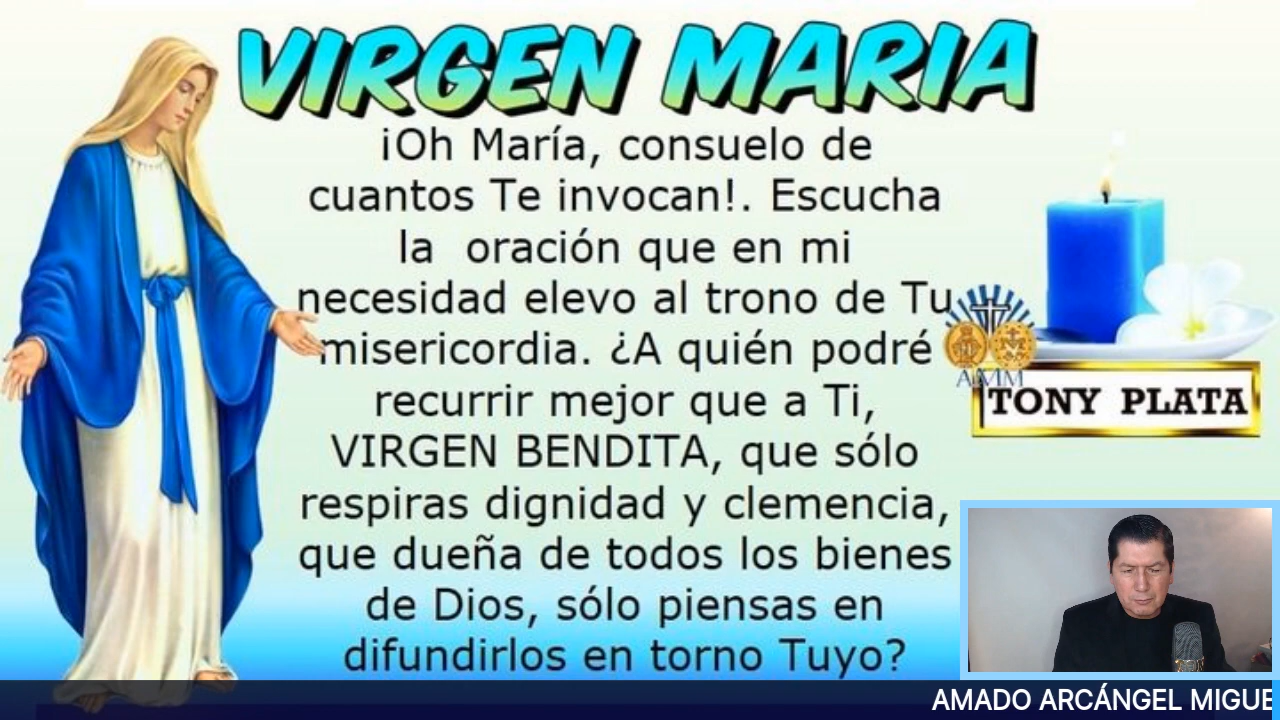 VIRGEN MARIA
¡Oh María, consuelo de
cuantos Te invocan!. Escucha
la oración que en mi
necesidad elevo al trono de Tu
misericordia. ¿A quién podré
recurrir mejor que a Ti,
VIRGEN BENDITA, que sólo
respiras dignidad y clemencia,
que dueña de todos los bienes
de Dios, sólo piensas en
difundirlos en torno Tuyo?
AMM
TONY PLATA
AMADO ARCÁNGEL MIGUE